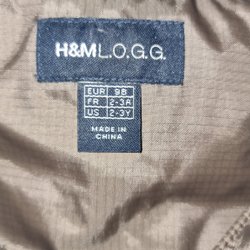 H&M L.O.G.G.
EUR 98
FR 2-3A
US 2-3Y
MADE IN
CHINA